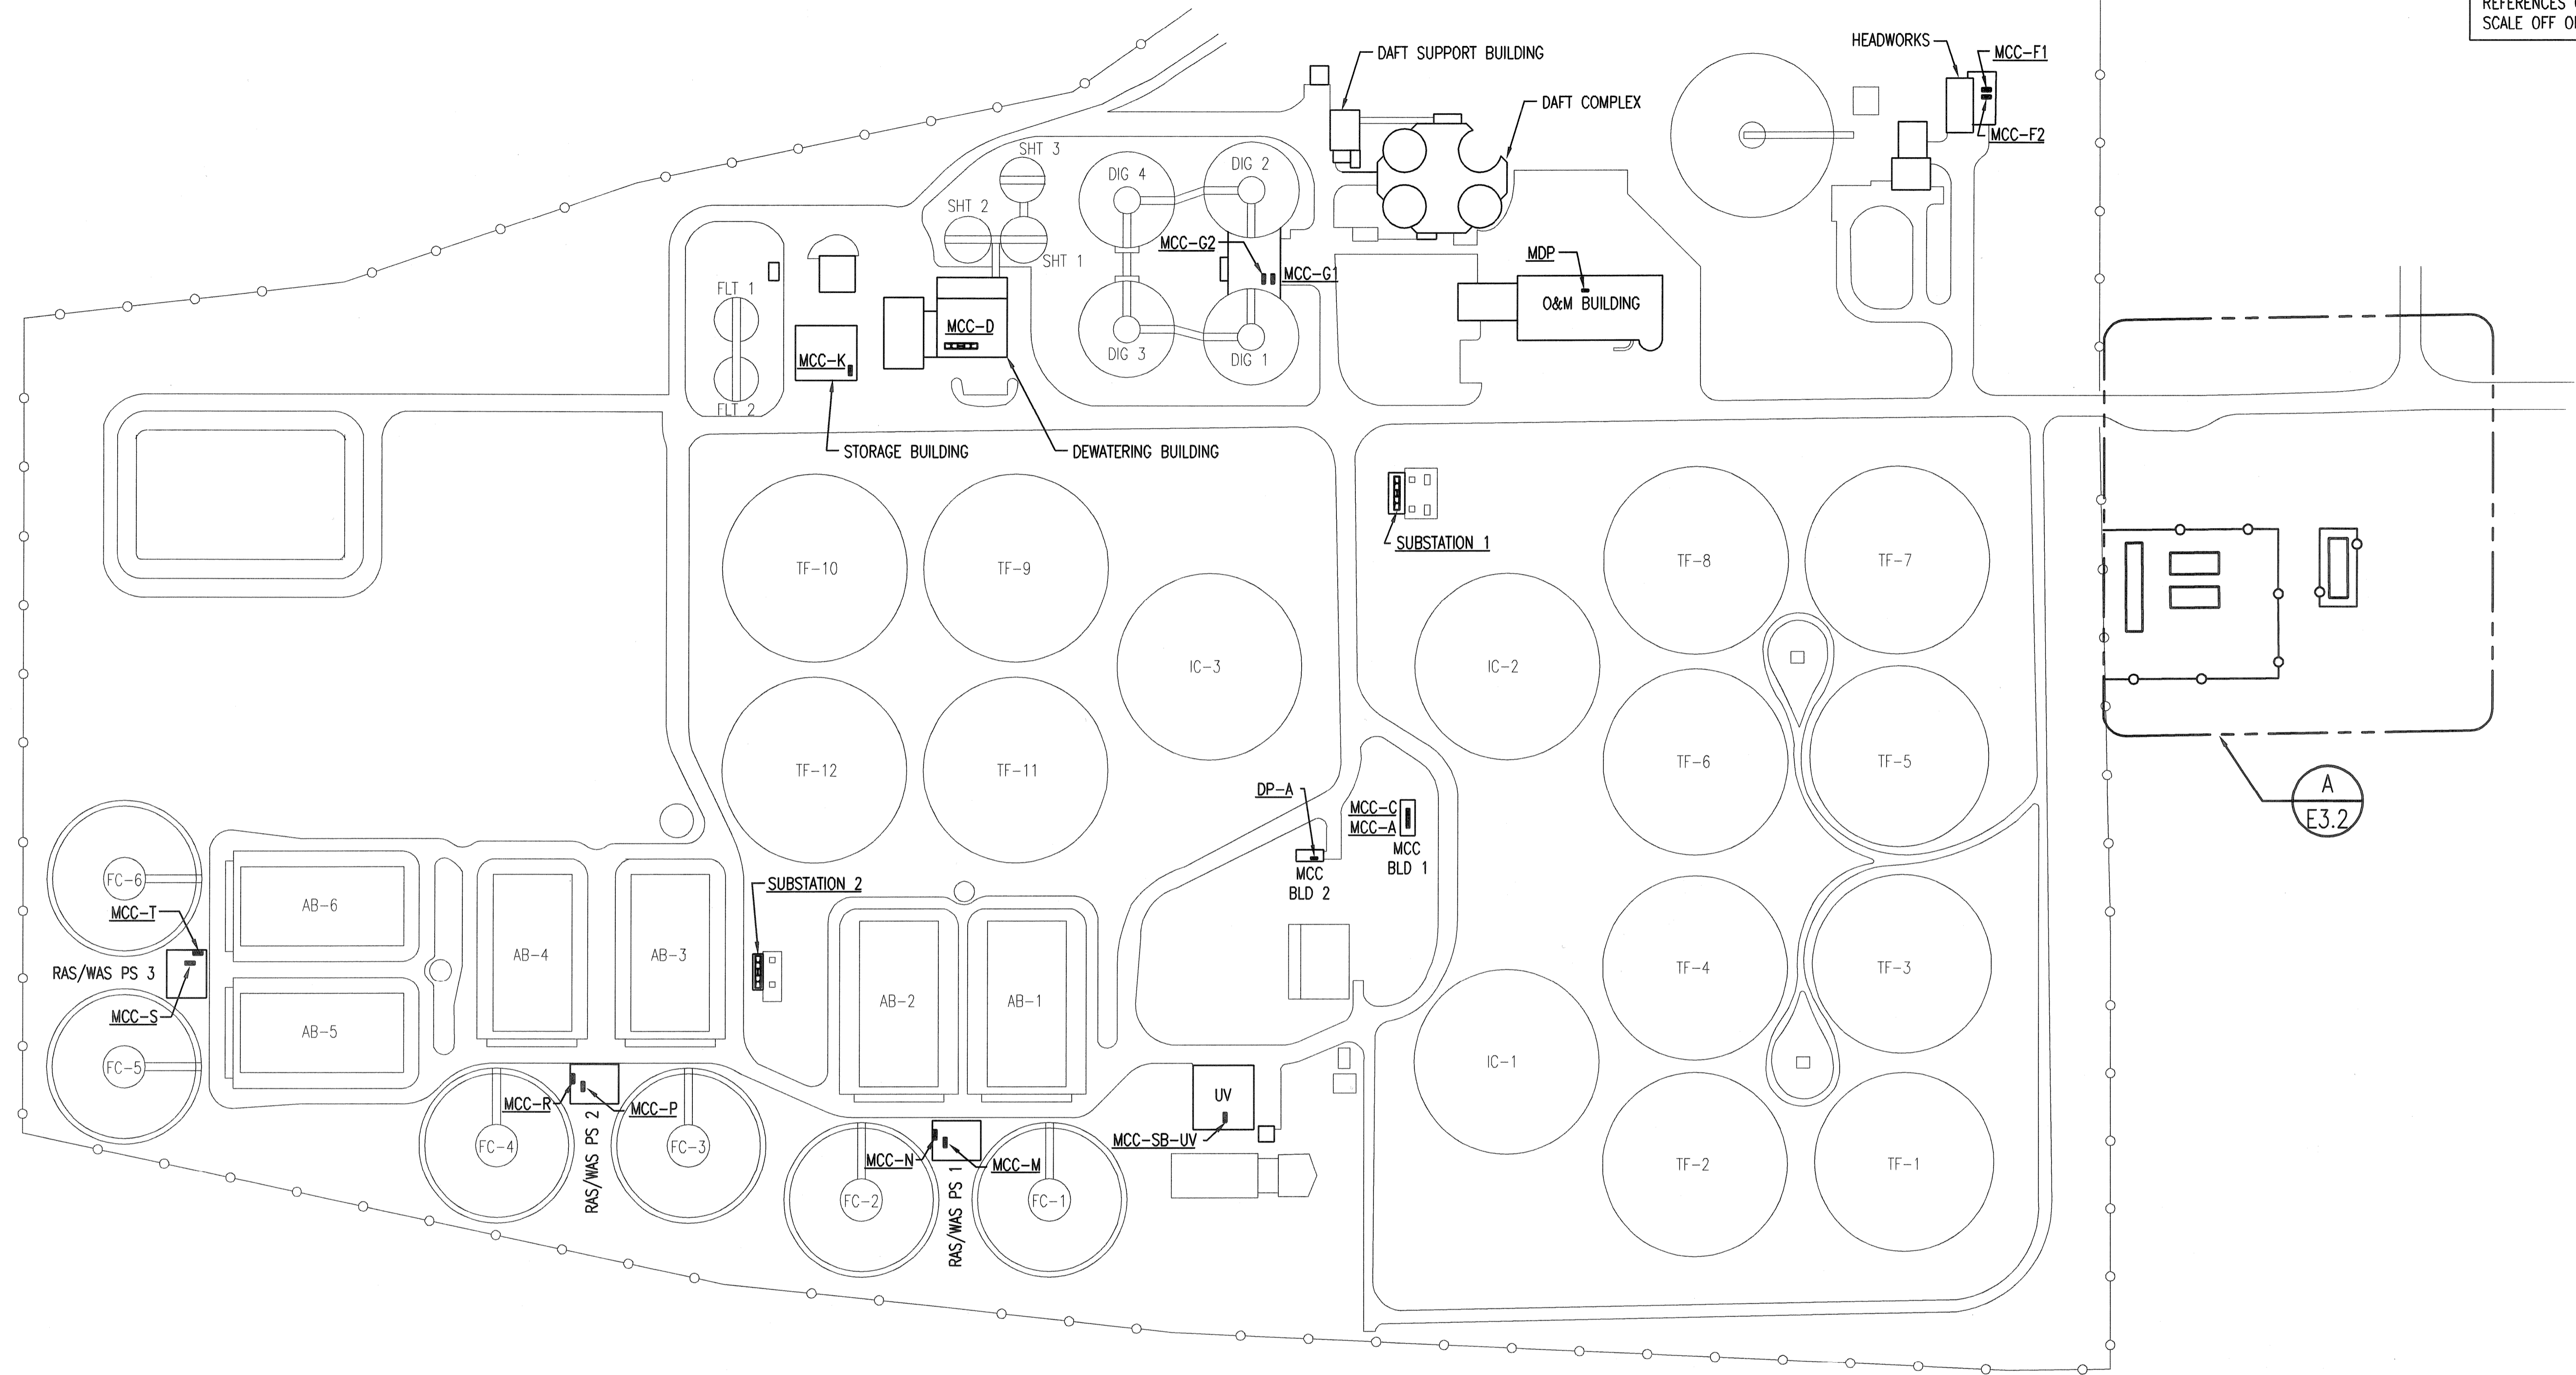 REFERENCES
SCALE OFF
HEADWORKS
MCC-F1
DAFT SUPPORT BUILDING
DAFT COMPLEX
MCC-F2
SHT 3
DIG 4
DIG 2
SHT 2
MCC-G2
SHT 1
MCC-G1
MDP
FLT 1
O&M BUILDING
MCC-D
MCC-K
DIG 3
DIG 1
FLT 2
STORAGE BUILDING
DEWATERING BUILDING
SUBSTATION 1
TF-10
TF-9
TF-8
TF-7
IC-3
IC-2
TF-12
TF-11
TF-6
TF-5
DP-A
MCC-C
MCC-A
MCC
BLD 1
MCC
BLD 2
A
E3.2
FC-6
SUBSTATION 2
AB-6
MCC-T
AB-4
AB-3
RAS/WAS PS 3
TF-4
TF-3
AB-2
AB-1
MCC-S
AB-5
FC-5
IC-1
UV
MCC-R
MCC-P
RAS/WAS PS 2
FC-4
FC-3
MCC-SB-UV
MCC-N
MCC-M
RAS/WAS PS 1
TF-2
TF-1
FC-2
FC-1